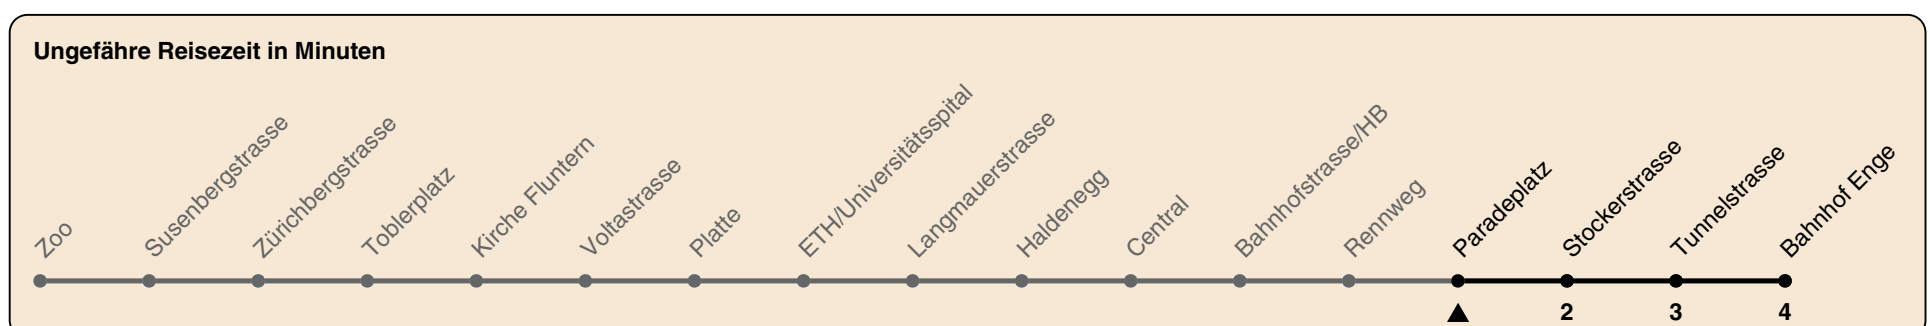 Ungefähre Reisezeit in Minuten
Zoo
Susenbergstrasse
Zürichbergstrasse
Toblerplatz
Kirche Fluntern
Voltastrasse
Platte
ETH/Universitätsspital
Langmauerstrasse
Haldenegg
Central
Bahnhofstrasse/HB
Rennweg
Paradeplatz
Stockerstrasse
Tunnelstrasse
Bahnhof Enge
2 3 4